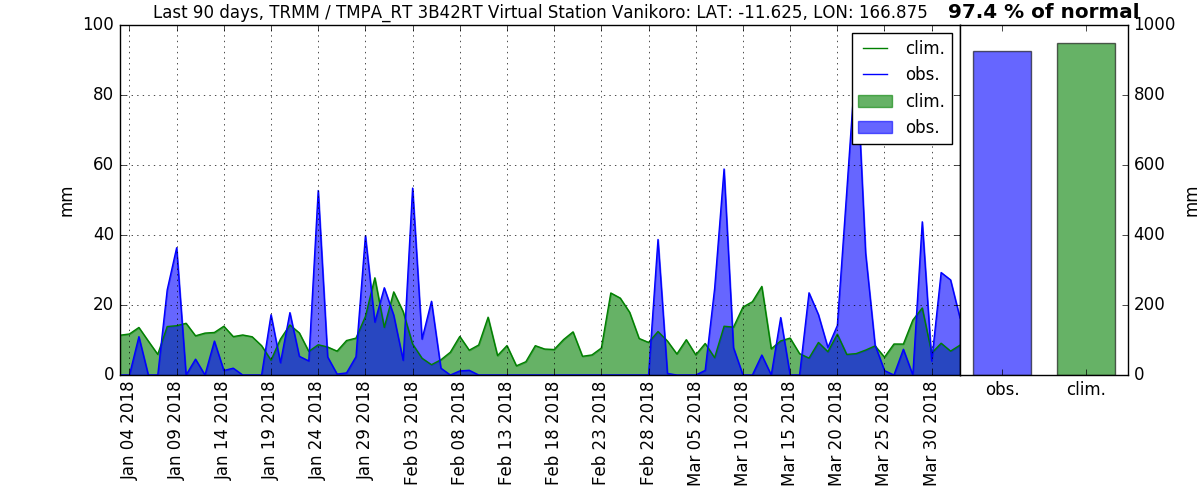 Last 90 days, TRMM / TMPA_RT 3B42RT Virtual Station Vanikoro: LAT: -11.625, LON: 166.875
97.4 % of normal
100
80
60
40
20
0
mm
clim.
obs.
clim.
obs.
1000
800
600
400
200
0
mm
Jan 04 2018
Jan 09 2018
Jan 14 2018
Jan 19 2018
Jan 24 2018
Jan 29 2018
Feb 03 2018
Feb 08 2018
Feb 13 2018
Feb 18 2018
Feb 23 2018
Feb 28 2018
Mar 05 2018
Mar 10 2018
Mar 15 2018
Mar 20 2018
Mar 25 2018
Mar 30 2018
obs.
clim.